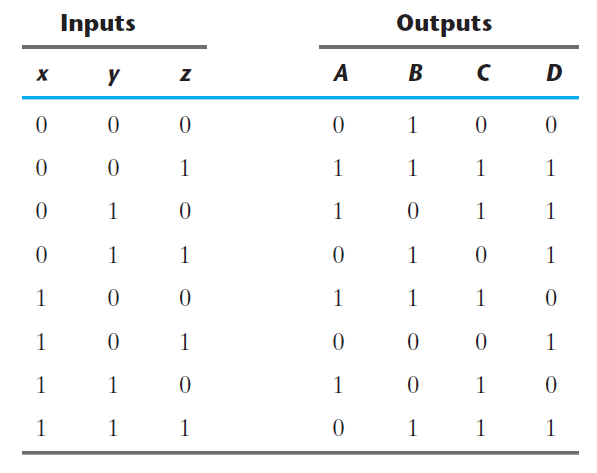 Inputs Outputs
x y z A B C D
0 0 0 0 1 0 0
0 0 1 1 1 1 1
0 1 0 1 0 1 1
0 1 1 0 1 0 1
1 0 0 1 1 1 0
1 0 1 0 0 0 1
1 1 0 1 0 1 0
1 1 1 0 1 1 1